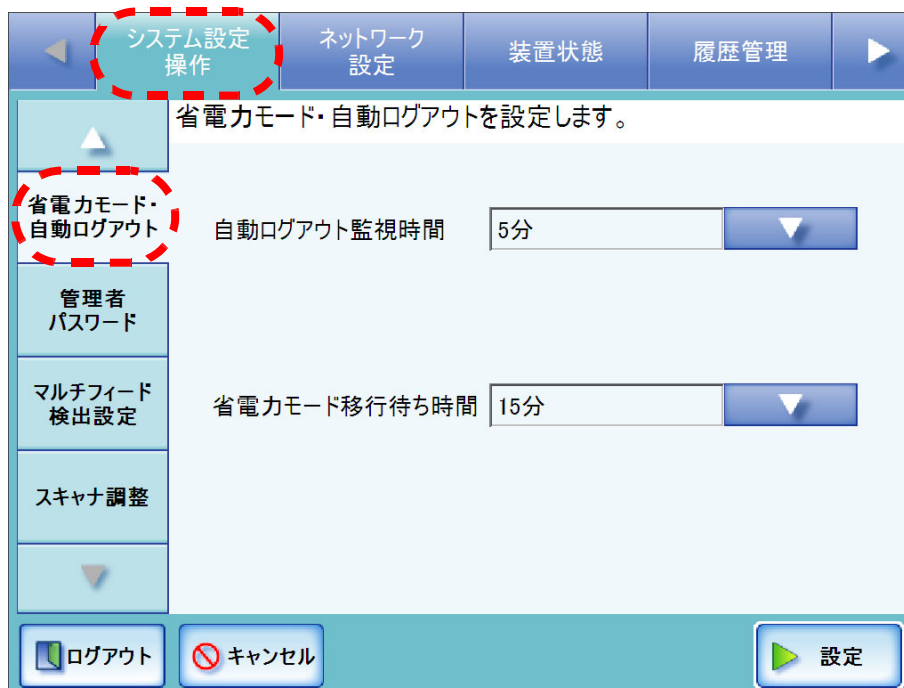 システム設定
操作
ネットワーク
設定
装置状態
履歴管理
省電力モード・自動ログアウトを設定します。
省電力モード・
自動ログアウト
自動ログアウト監視時間
5分
管理者
パスワード
マルチフィード
検出設定
省電力モード移行待ち時間
15分
スキャナ調整
ログアウト
キャンセル
設定